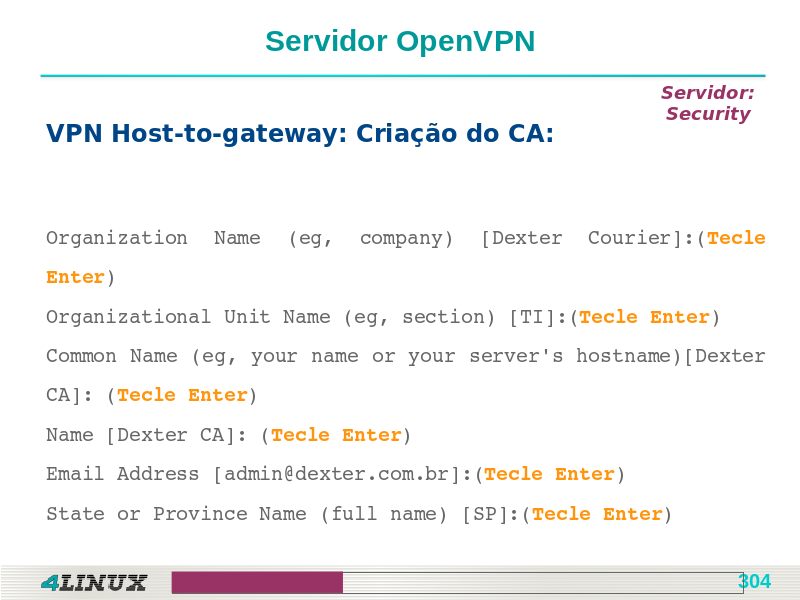 Servidor OpenVPN
Servidor:
Security
VPN Host-to-gateway: Criação do CA:
Organization Name (eg, company) [Dexter Courier]:(Tecle
Enter)
Organizational Unit Name (eg, section) [TI]:(Tecle Enter)
Common Name (eg, your name or your server's hostname)[Dexter
CA]: (Tecle Enter)
Name [Dexter CA]: (Tecle Enter)
Email Address [admin@dexter.com.br]:(Tecle Enter)
State or Province Name (full name) [SP]:(Tecle Enter)
4LINUX
304